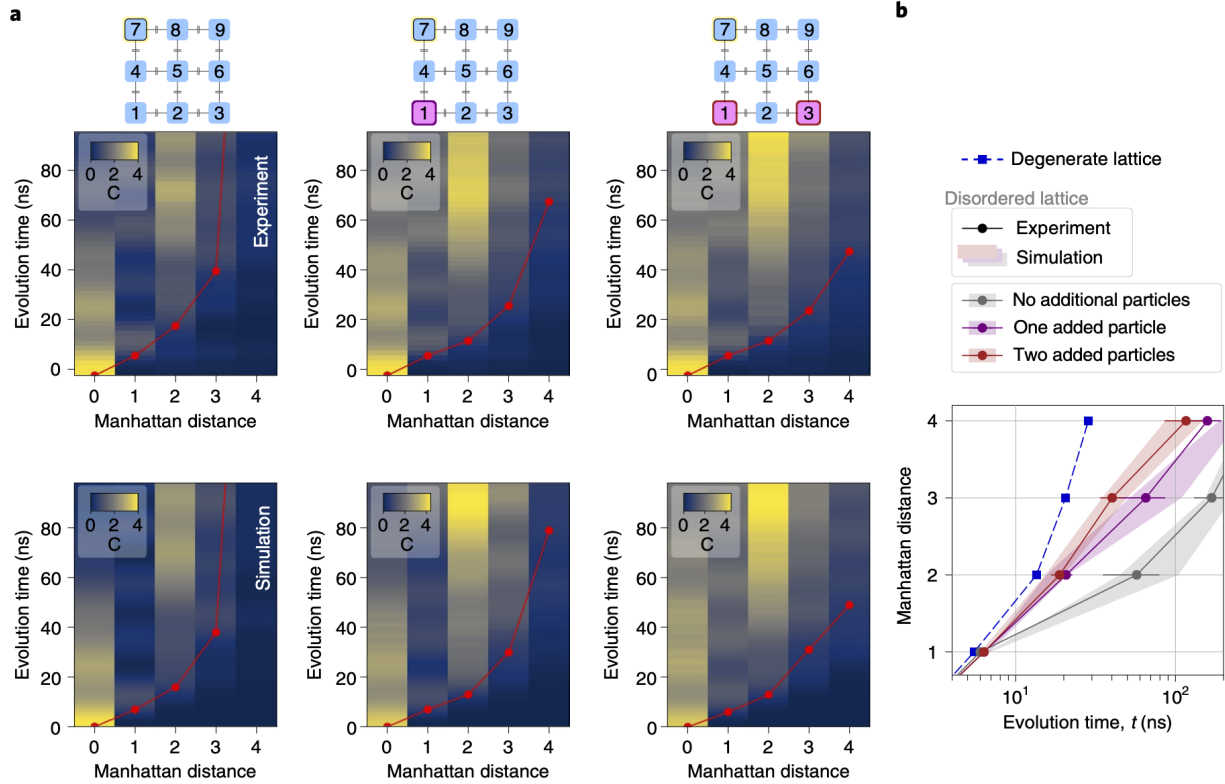 a
7 8 9
4 5 6
1 2 3
7 8 9
4 5 6
1 2 3
7 8 9
4 5 6
1 2 3
Evolution time (ns)
80
60
40
20
0
0 2 4
C
Experiment
0 1 2 3 4
Manhattan distance
Evolution time (ns)
80
60
40
20
0
0 2 4
C
0 1 2 3 4
Manhattan distance
Evolution time (ns)
80
60
40
20
0
0 2 4
C
0 1 2 3 4
Manhattan distance
Evolution time (ns)
80
60
40
20
0
0 2 4
C
Simulation
0 1 2 3 4
Manhattan distance
Evolution time (ns)
80
60
40
20
0
0 2 4
C
0 1 2 3 4
Manhattan distance
Evolution time (ns)
80
60
40
20
0
0 2 4
C
0 1 2 3 4
Manhattan distance
b
Degenerate lattice
Disordered lattice
Experiment
Simulation
No additional particles
One added particle
Two added particles
Manhattan distance
4
3
2
1
10¹ 10²
Evolution time, t (ns)